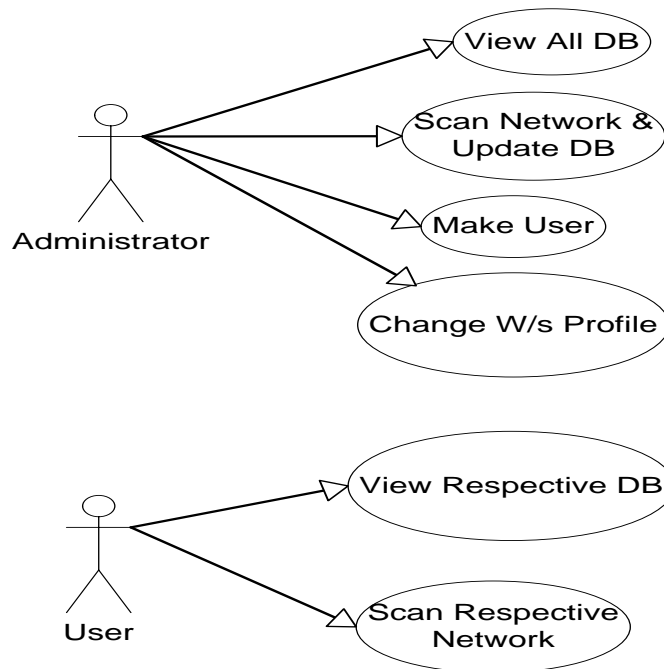 View All DB
Scan Network &
Update DB
Make User
Administrator
Change W/s Profile
View Respective DB
Scan Respective
Network
User